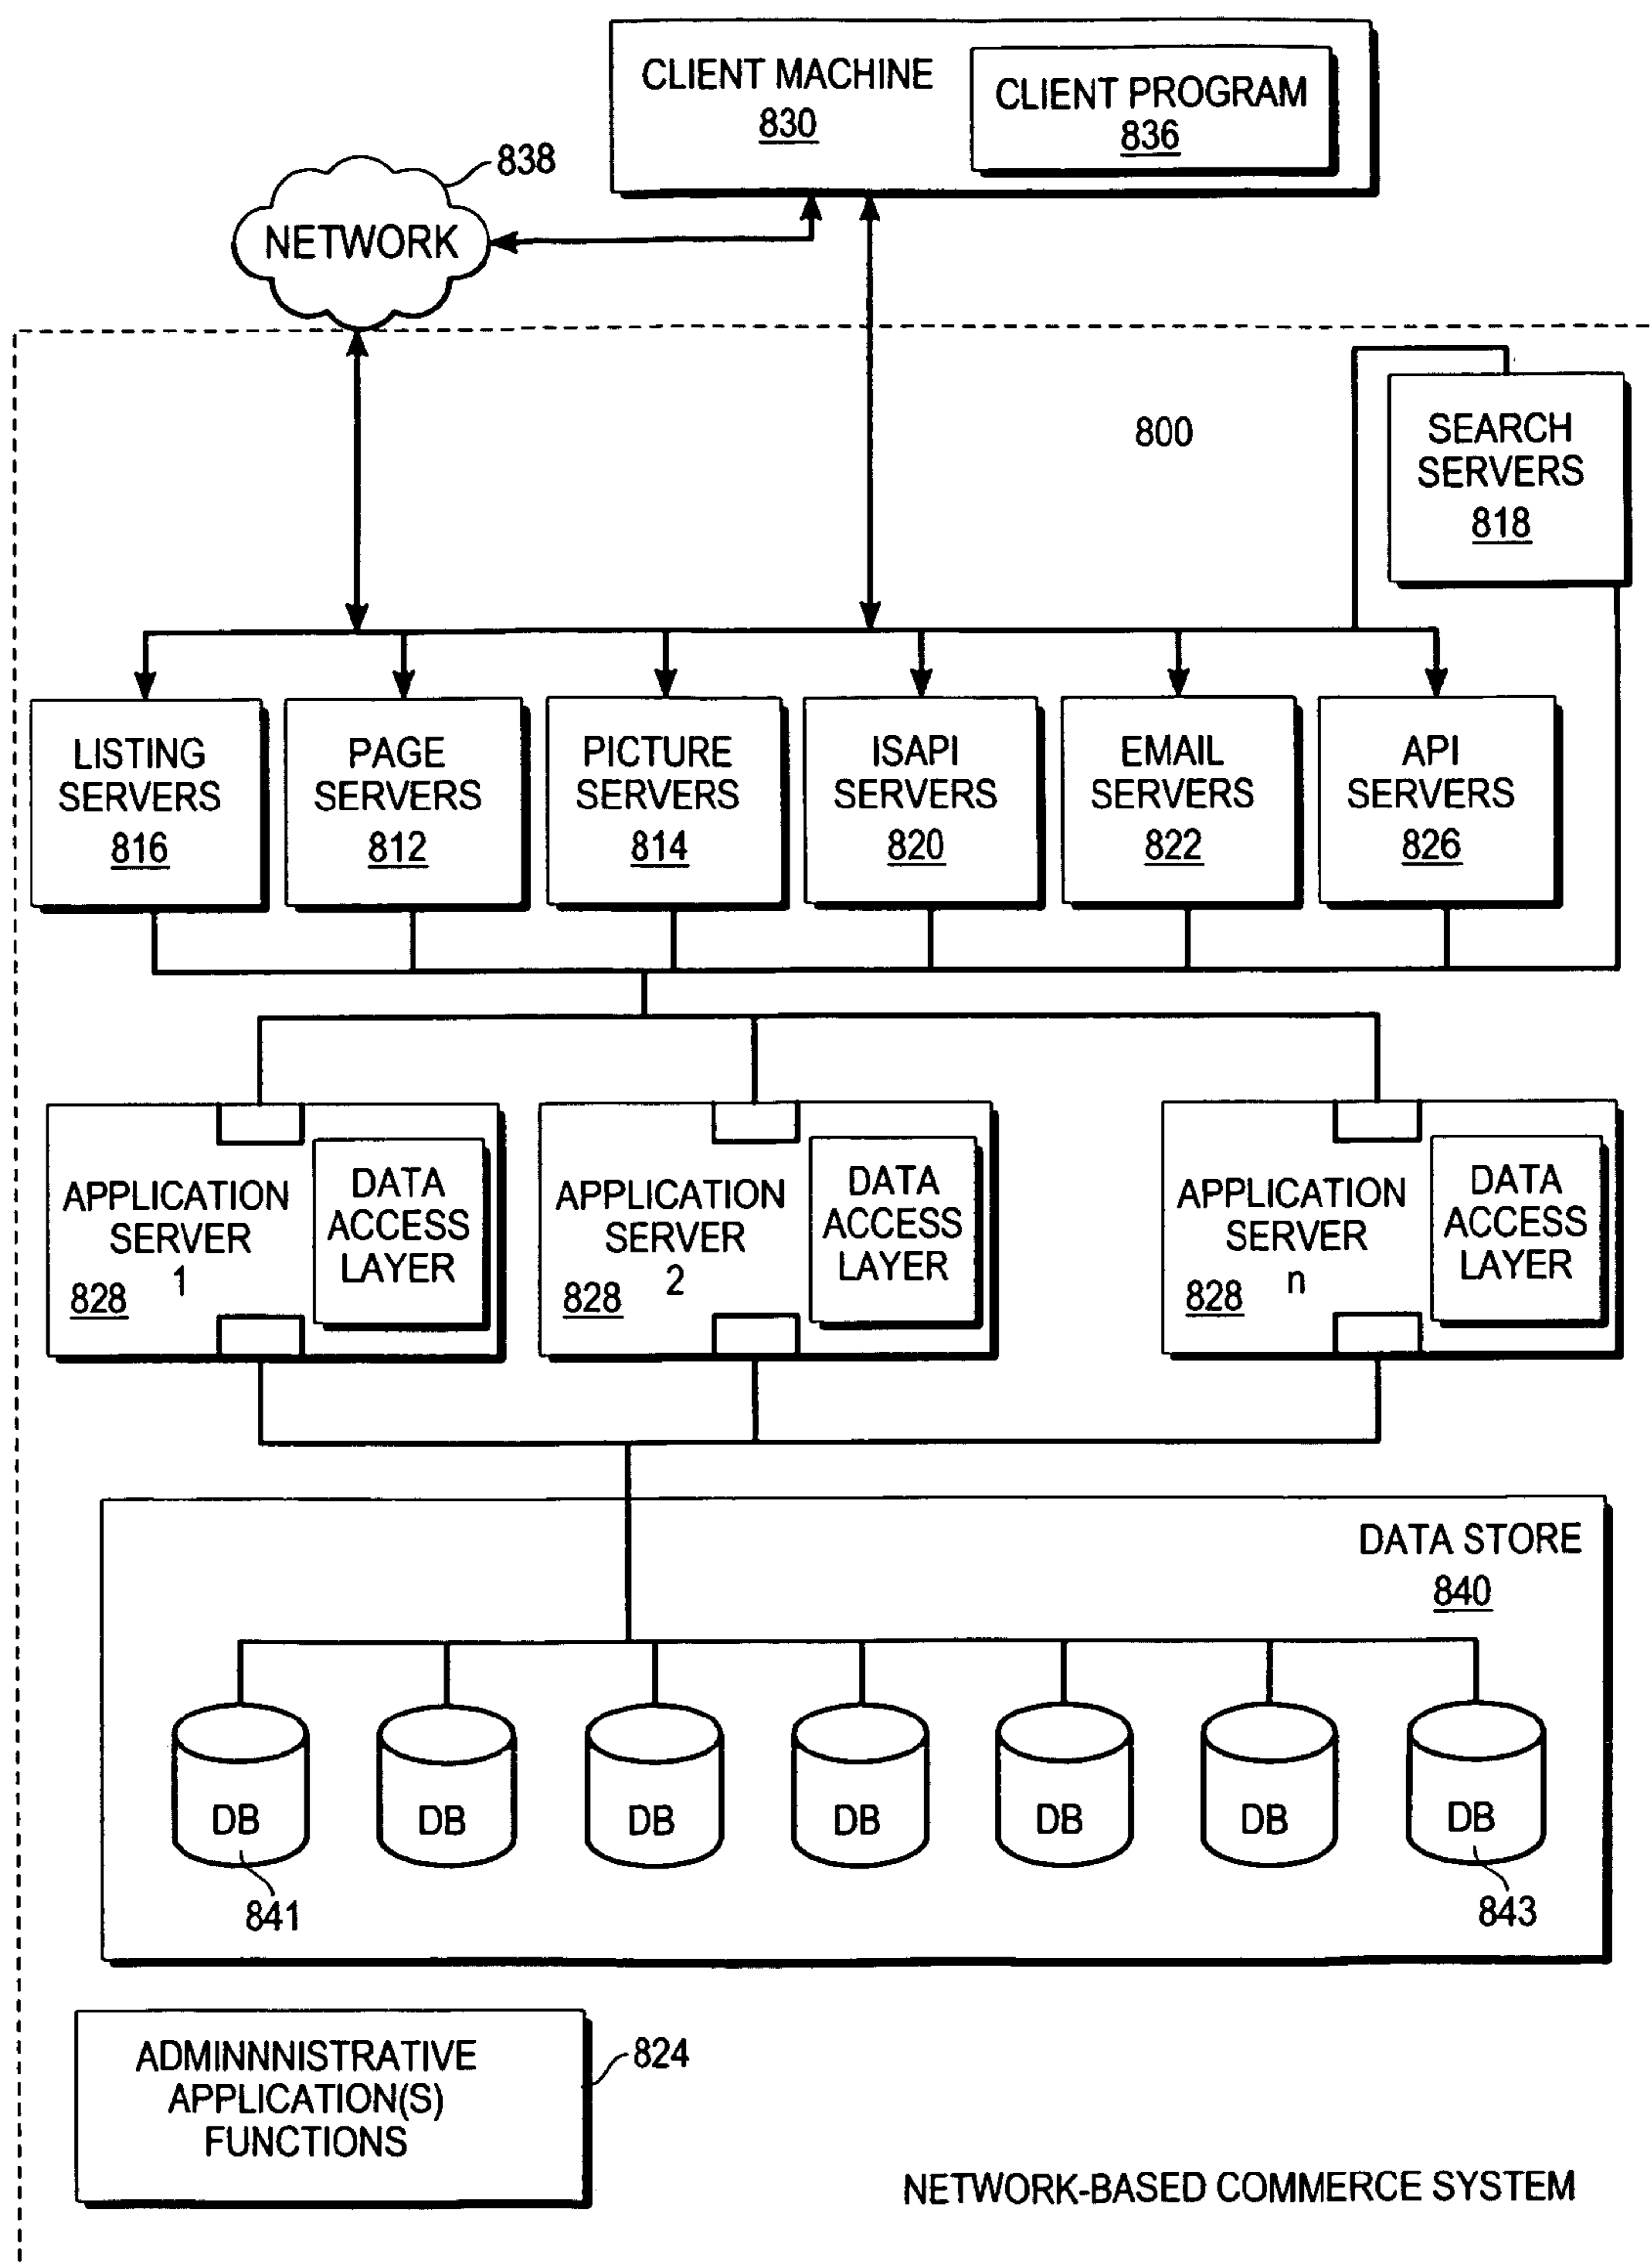 CLIENT MACHINE
830
CLIENT PROGRAM
836
838
NETWORK
800
SEARCH
SERVERS
818
LISTING
SERVERS
816
PAGE
SERVERS
812
PICTURE
SERVERS
814
ISAPI
SERVERS
820
EMAIL
SERVERS
822
API
SERVERS
826
APPLICATION
SERVER
1
828
DATA
ACCESS
LAYER
APPLICATION
SERVER
2
828
DATA
ACCESS
LAYER
APPLICATION
SERVER
n
828
DATA
ACCESS
LAYER
DATA STORE
840
DB
DB
DB
DB
DB
DB
DB
841
843
ADMINNNISTRATIVE
APPLICATION(S)
FUNCTIONS
824
NETWORK-BASED COMMERCE SYSTEM